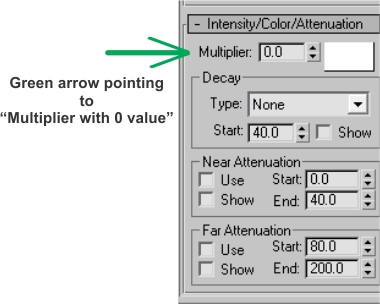 - Intensity/Color/Attenuation
Multiplier: 0.0
Green arrow pointing
to
“Multiplier with 0 value”
Decay
Type: None
Start: 40.0 Show
Near Attenuation
Use Start: 0.0
Show End: 40.0
Far Attenuation
Use Start: 80.0
Show End: 200.0